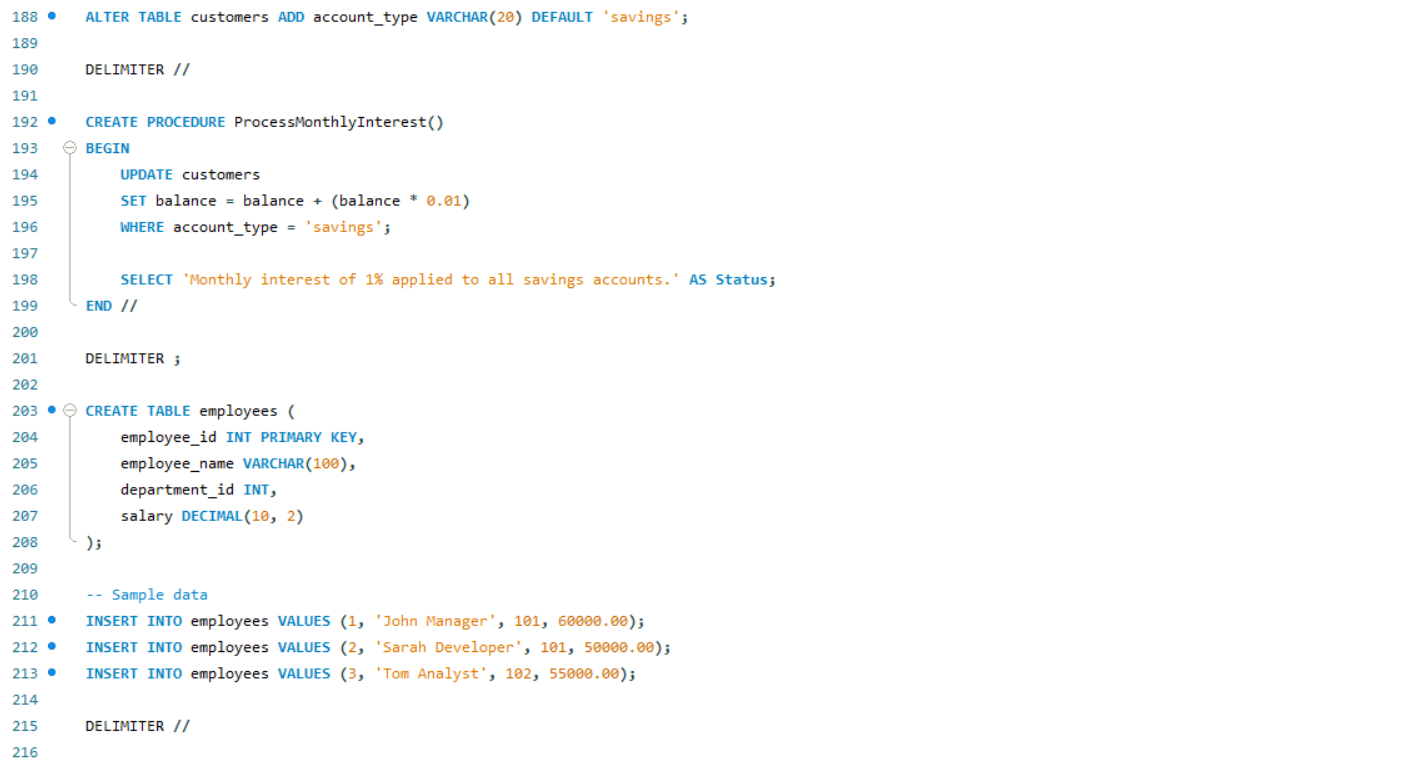 188 ALTER TABLE customers ADD account_type VARCHAR(20) DEFAULT 'savings';
189
190 DELIMITER //
191
192 CREATE PROCEDURE ProcessMonthlyInterest()
193 BEGIN
194 UPDATE customers
195 SET balance = balance + (balance * 0.01)
196 WHERE account_type = 'savings';
197
198 SELECT 'Monthly interest of 1% applied to all savings accounts.' AS Status;
199 END //
200
201 DELIMITER ;
202
203 CREATE TABLE employees (
204 employee_id INT PRIMARY KEY,
205 employee_name VARCHAR(100),
206 department_id INT,
207 salary DECIMAL(10, 2)
208 );
209
210 -- Sample data
211 INSERT INTO employees VALUES (1, 'John Manager', 101, 60000.00);
212 INSERT INTO employees VALUES (2, 'Sarah Developer', 101, 50000.00);
213 INSERT INTO employees VALUES (3, 'Tom Analyst', 102, 55000.00);
214
215 DELIMITER //
216